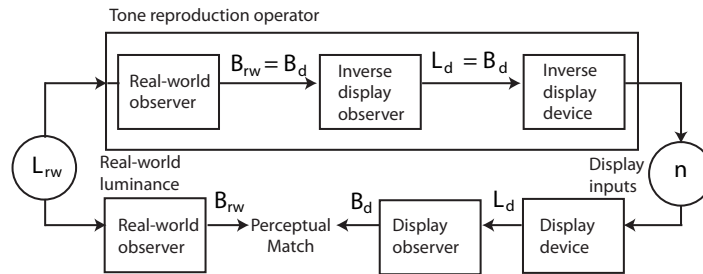 Tone reproduction operator
Real-world
observer
B_rw = B_d
Inverse
display
observer
L_d = B_d
Inverse
display
device
L_rw
Real-world
luminance
Display
inputs
n
Real-world
observer
B_rw
Perceptual
Match
B_d
Display
observer
L_d
Display
device